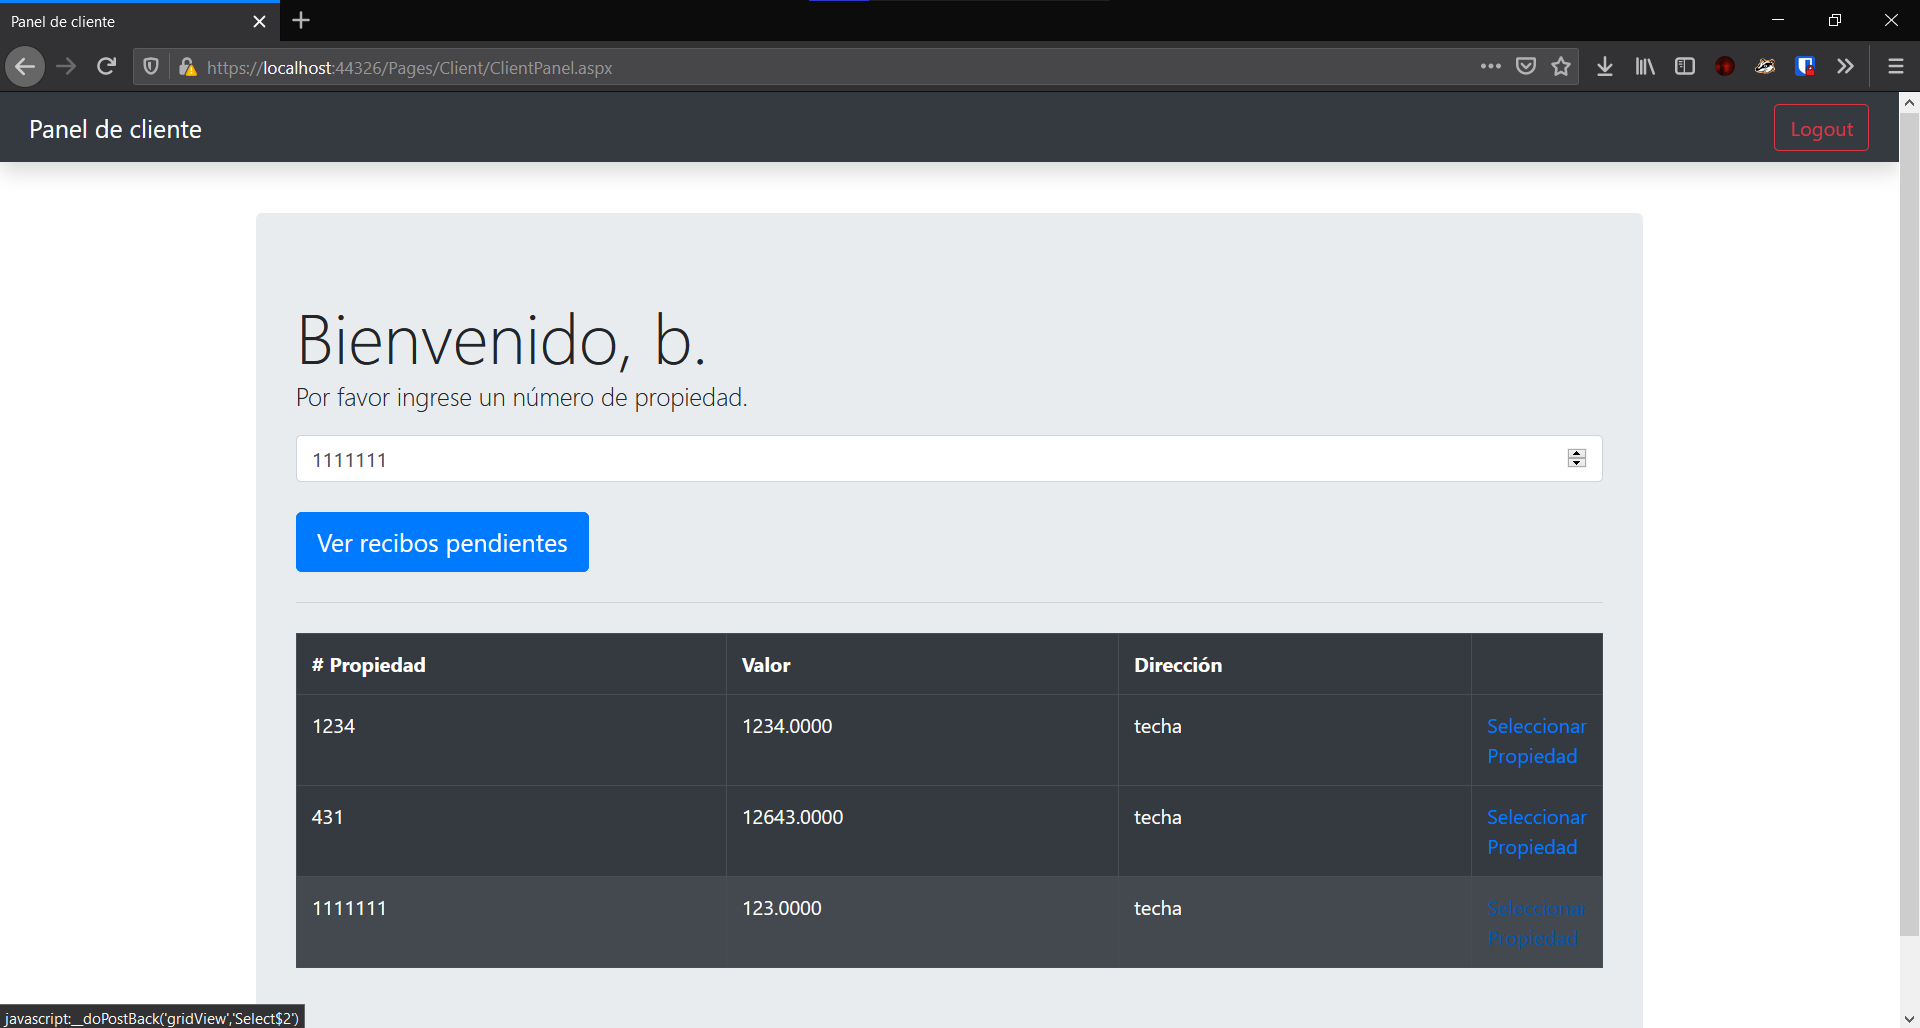 Panel de cliente
https://localhost:44326/Pages/Client/ClientPanel.aspx
Panel de cliente
Logout
Bienvenido, b.
Por favor ingrese un número de propiedad.
1111111
Ver recibos pendientes
# Propiedad Valor Dirección
1234 1234.0000 techa Seleccionar
Propiedad
431 12643.0000 techa Seleccionar
Propiedad
1111111 123.0000 techa Seleccionar
Propiedad
javascript:__doPostBack('gridView','Select$2')